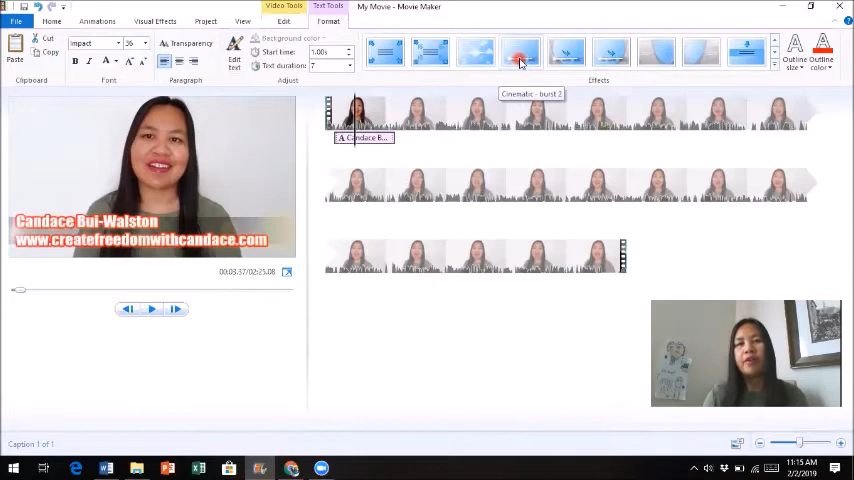 Video Tools
Text Tools
My Movie - Movie Maker
File
Home
Animations
Visual Effects
Project
View
Edit
Format
Paste
Cut
Copy
Clipboard
Impact
36
B
I
A
Transparency
Paragraph
Edit
text
Background color
Start time:
1.00s
Text duration:
7
Adjust
Effects
Outline
size
Outline
color
Cinematic - burst 2
A Candace B...
Candace Bui-Walston
www.createfreedomwithcandace.com
00:03.37/02:25.08
Caption 1 of 1
11:15 AM
2/2/2019